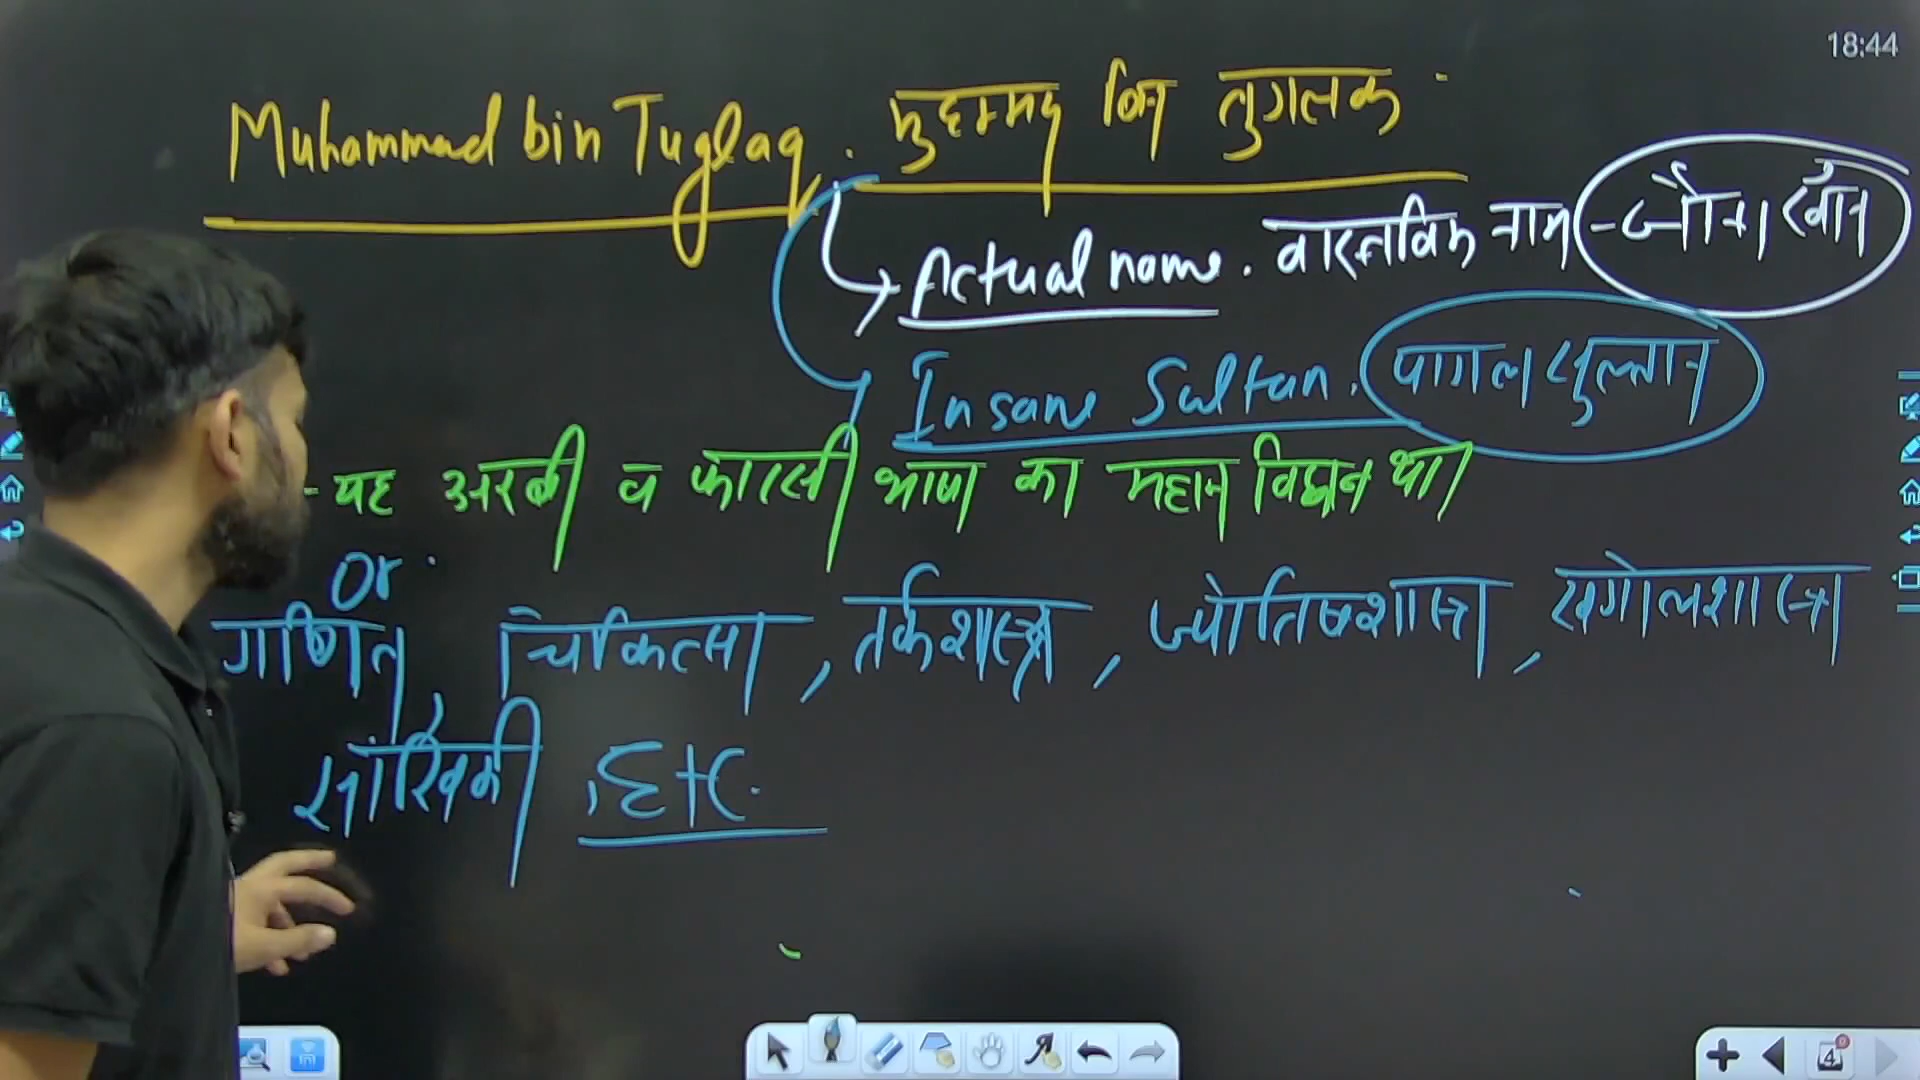 18:44
Muhammad bin Tuglaq. मुहम्मद बिन तुगलक
Actual name. वास्तविक नाम - जौना खाँन
Insane Sultan. पागल सुल्तान
- यह अरबी व फारसी भाषा का महान विद्वान था
or
गणित, चिकित्सा, तर्कशास्त्र, ज्योतिषशास्त्र, खगोलशास्त्र
सांख्यिकी, Etc.
4